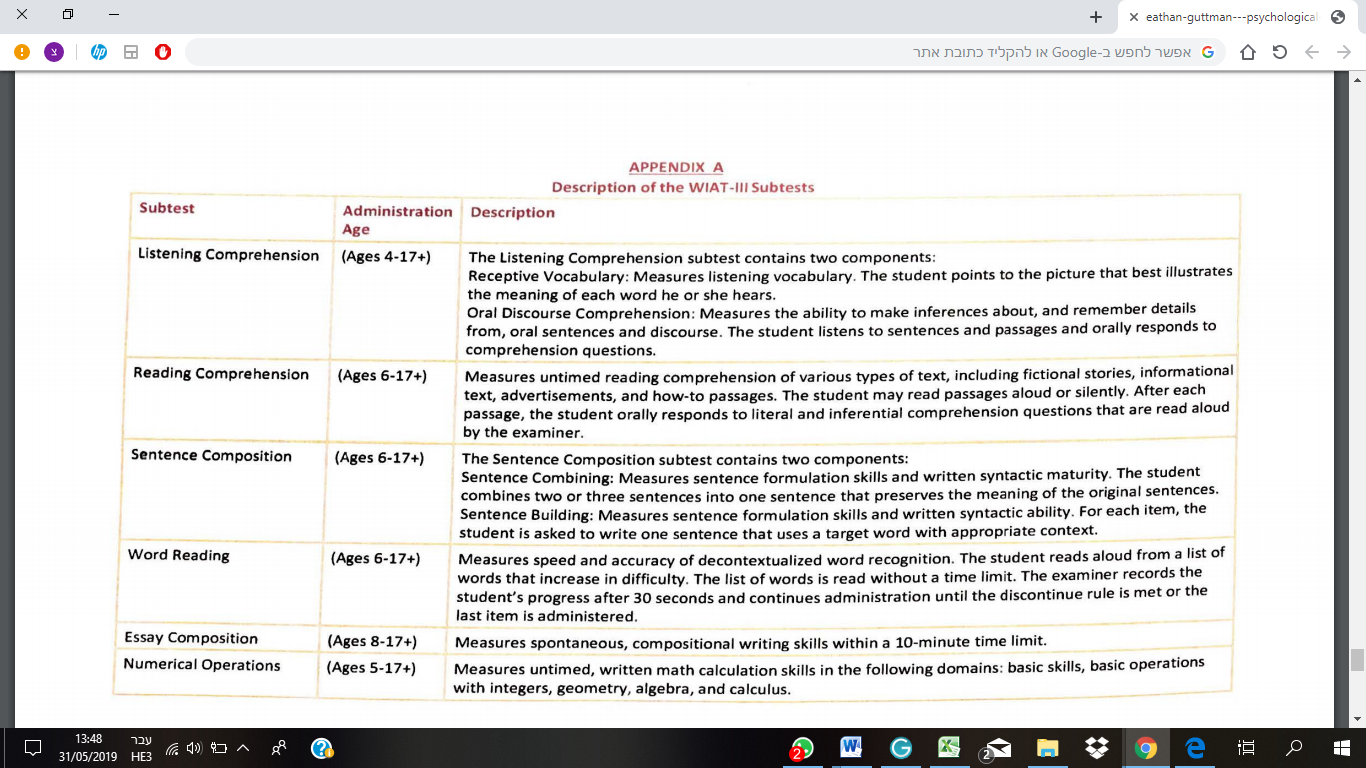 eathan-guttman---psychological
אפשר לחפש ב-Google או להקליד כתובת אתר
APPENDIX A
Description of the WIAT-III Subtests
Subtest
Administration Age
Description
Listening Comprehension
(Ages 4-17+)
The Listening Comprehension subtest contains two components:
Receptive Vocabulary: Measures listening vocabulary. The student points to the picture that best illustrates
the meaning of each word he or she hears.
Oral Discourse Comprehension: Measures the ability to make inferences about, and remember details
from, oral sentences and discourse. The student listens to sentences and passages and orally responds to
comprehension questions.
Reading Comprehension
(Ages 6-17+)
Measures untimed reading comprehension of various types of text, including fictional stories, informational
text, advertisements, and how-to passages. The student may read passages aloud or silently. After each
passage, the student orally responds to literal and inferential comprehension questions that are read aloud
by the examiner.
Sentence Composition
(Ages 6-17+)
The Sentence Composition subtest contains two components:
Sentence Combining: Measures sentence formulation skills and written syntactic maturity. The student
combines two or three sentences into one sentence that preserves the meaning of the original sentences.
Sentence Building: Measures sentence formulation skills and written syntactic ability. For each item, the
student is asked to write one sentence that uses a target word with appropriate context.
Word Reading
(Ages 6-17+)
Measures speed and accuracy of decontextualized word recognition. The student reads aloud from a list of
words that increase in difficulty. The list of words is read without a time limit. The examiner records the
student's progress after 30 seconds and continues administration until the discontinue rule is met or the
last item is administered.
Essay Composition
(Ages 8-17+)
Measures spontaneous, compositional writing skills within a 10-minute time limit.
Numerical Operations
(Ages 5-17+)
Measures untimed, written math calculation skills in the following domains: basic skills, basic operations
with integers, geometry, algebra, and calculus.
13:48
31/05/2019
עבר
HE3
2
2